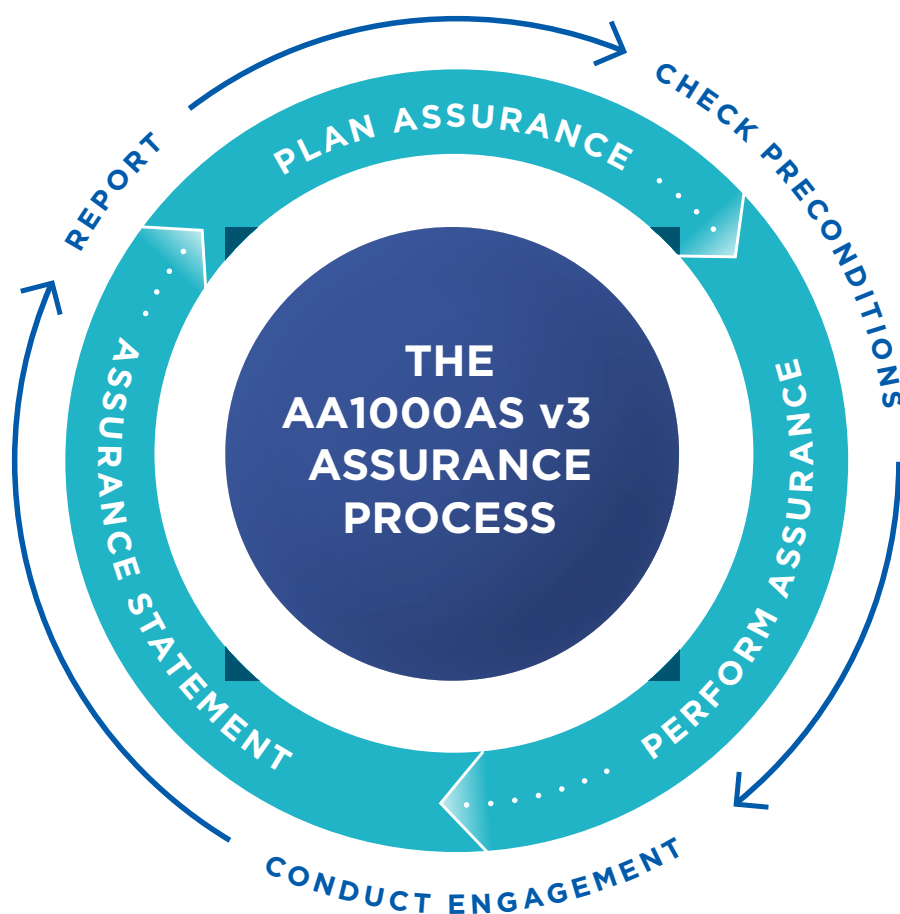 THE
AA1000AS v3
ASSURANCE
PROCESS
PLAN ASSURANCE
PERFORM ASSURANCE
ASSURANCE STATEMENT
CHECK PRECONDITIONS
CONDUCT ENGAGEMENT
REPORT